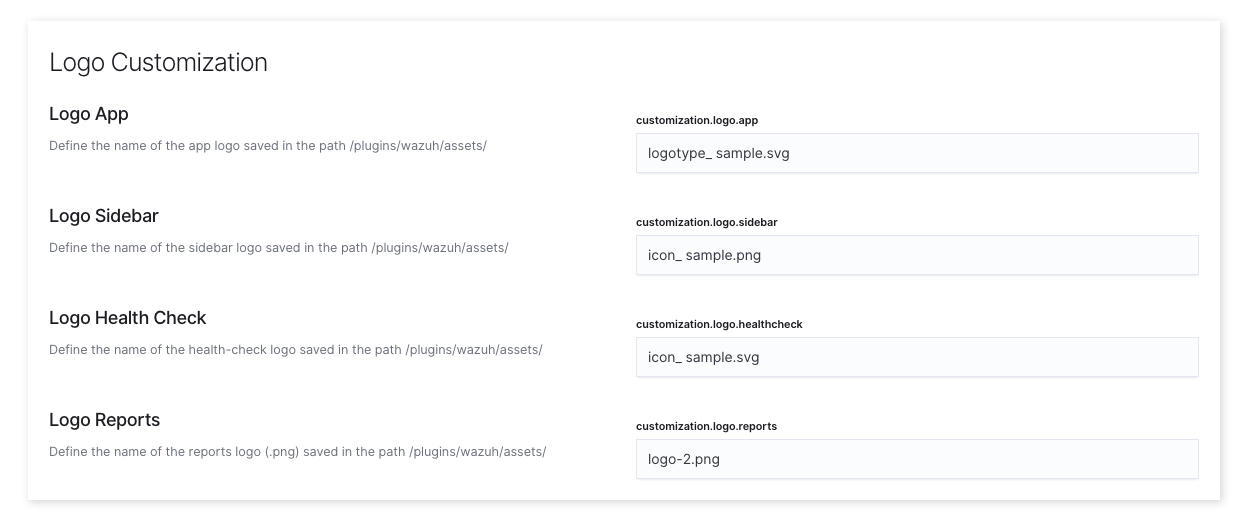 Logo Customization
Logo App
Define the name of the app logo saved in the path /plugins/wazuh/assets/
customization.logo.app
logotype_ sample.svg
Logo Sidebar
Define the name of the sidebar logo saved in the path /plugins/wazuh/assets/
customization.logo.sidebar
icon_ sample.png
Logo Health Check
Define the name of the health-check logo saved in the path /plugins/wazuh/assets/
customization.logo.healthcheck
icon_ sample.svg
Logo Reports
Define the name of the reports logo (.png) saved in the path /plugins/wazuh/assets/
customization.logo.reports
logo-2.png